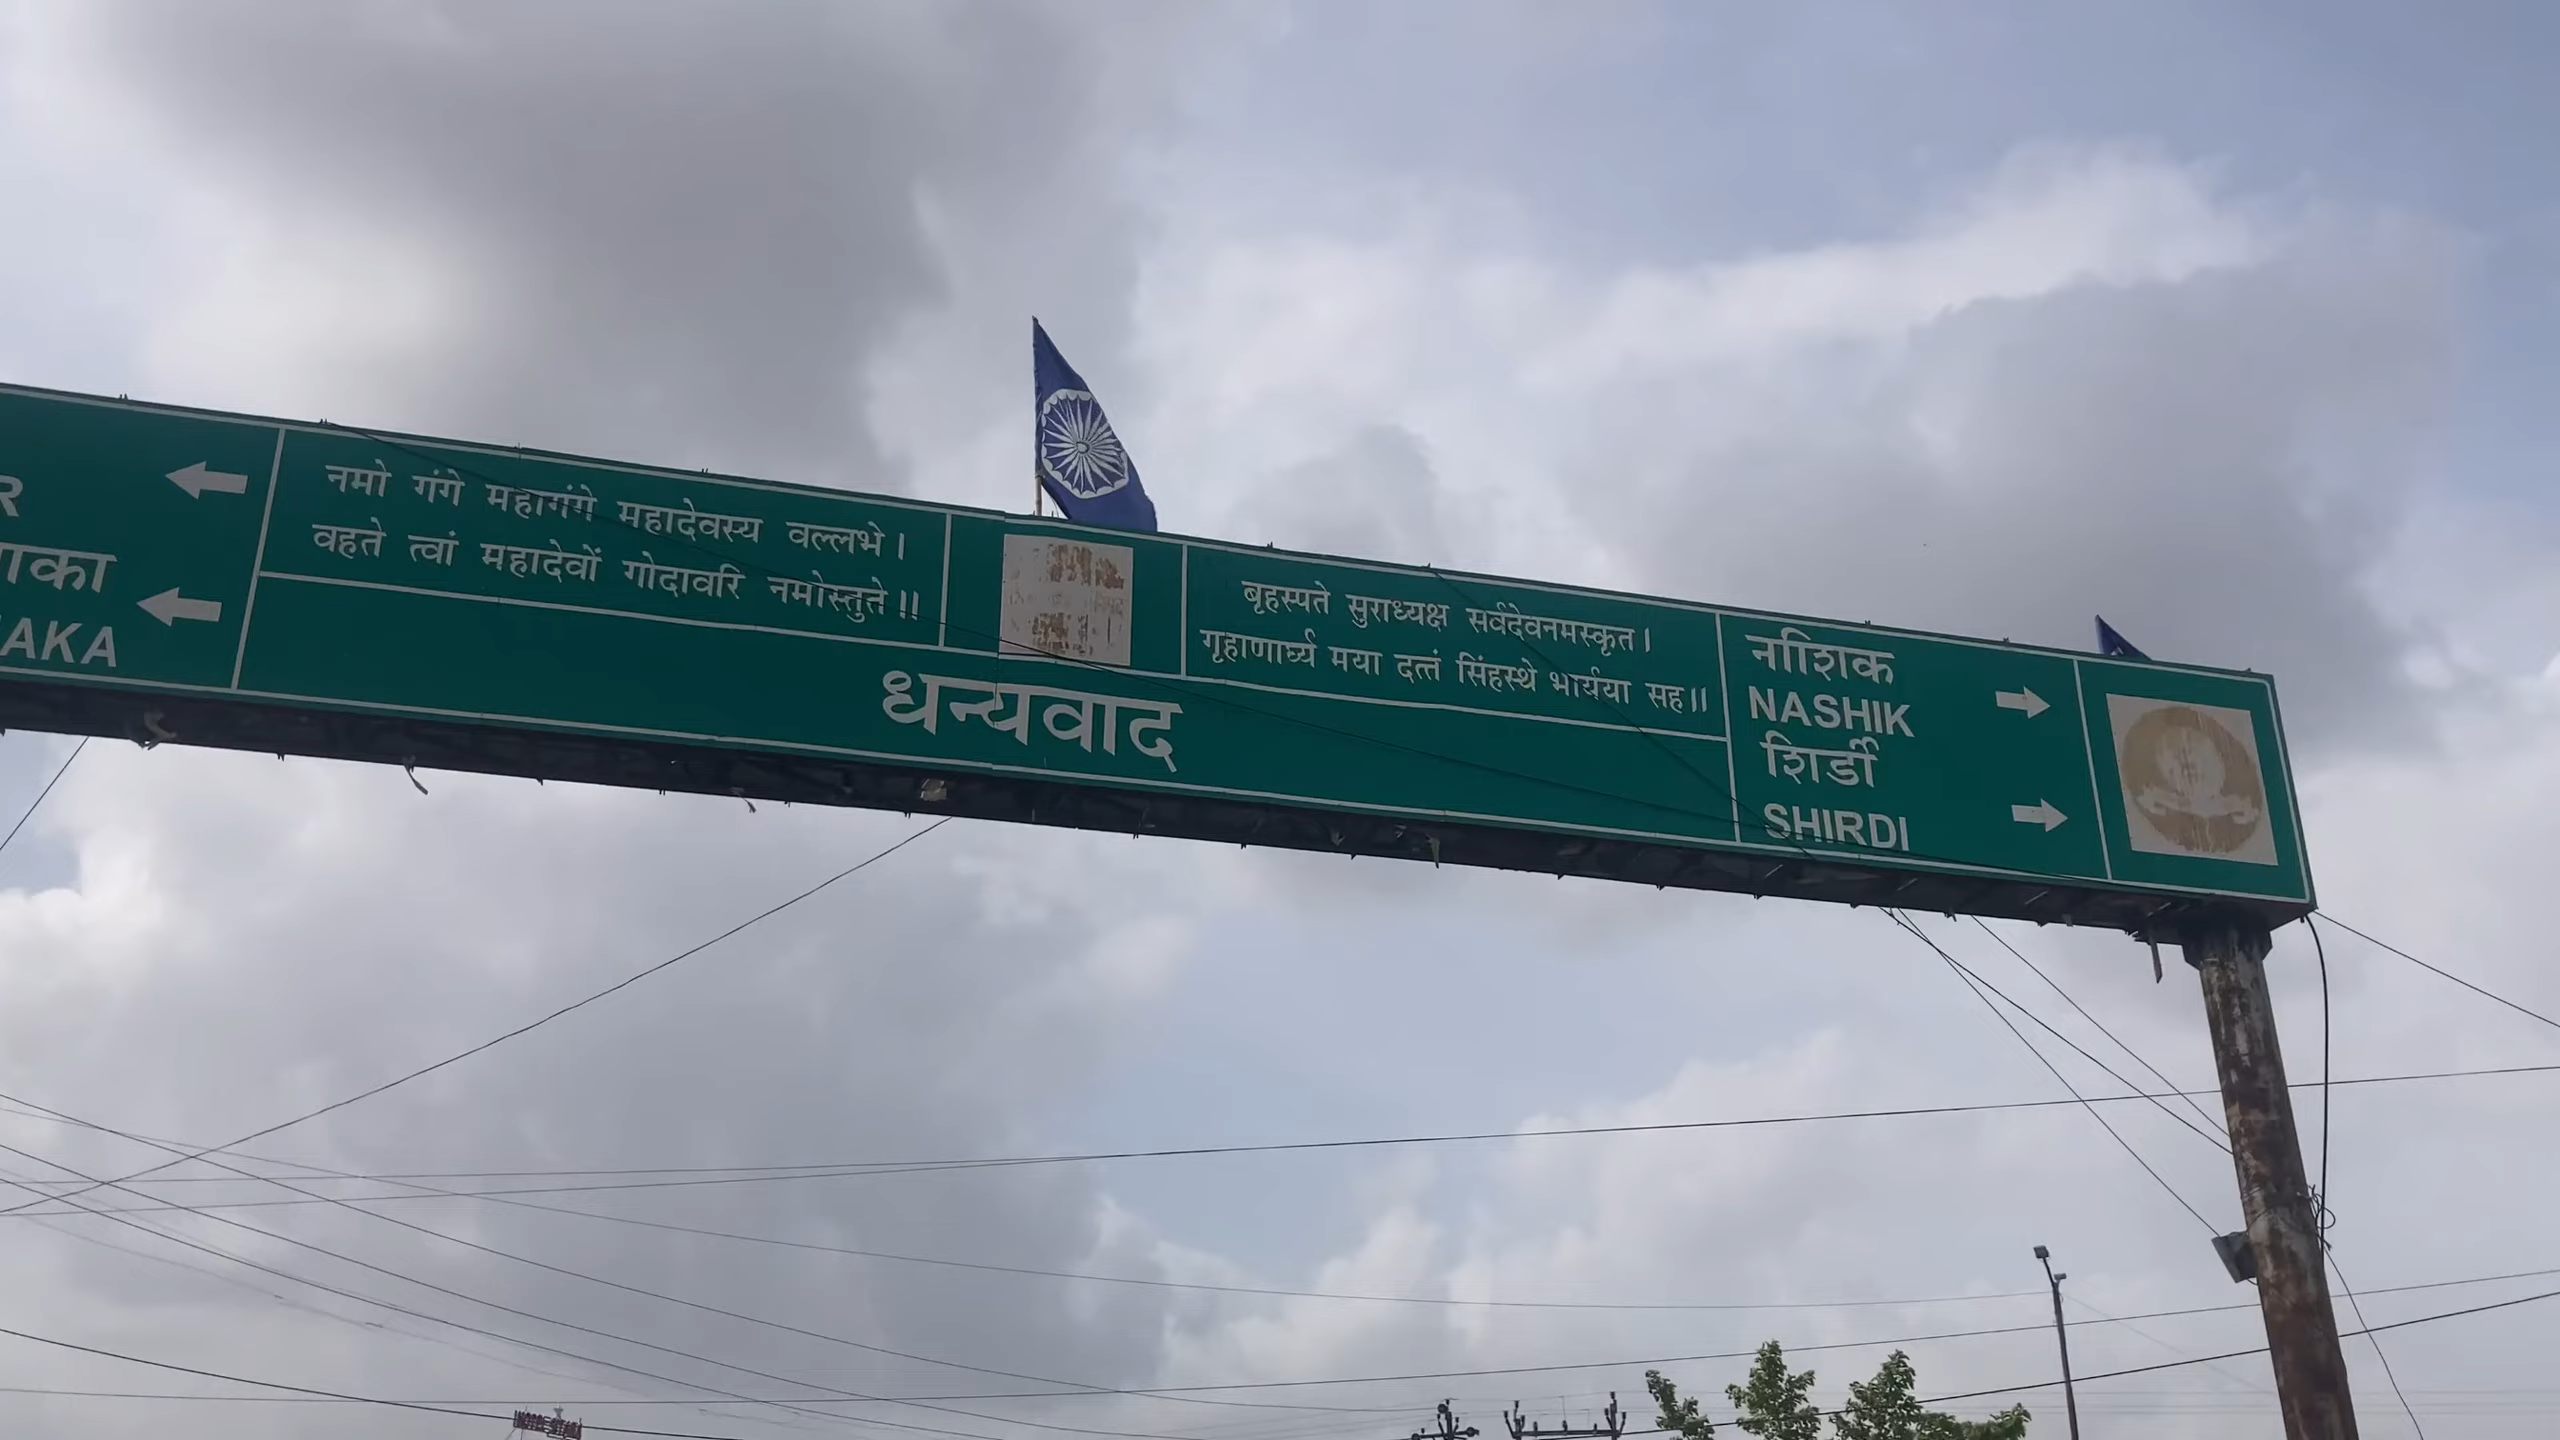 नमो गंगे महागंगे महादेवस्य वल्लभे।
वहते त्वां महादेवों गोदावरि नमोस्तुते॥
धन्यवाद
बृहस्पते सुराध्यक्ष सर्वदेवनमस्कृत।
गृहाणार्घ्य मया दत्तं सिंहस्थे भार्यया सह॥
नाशिक
NASHIK
शिर्डी
SHIRDI